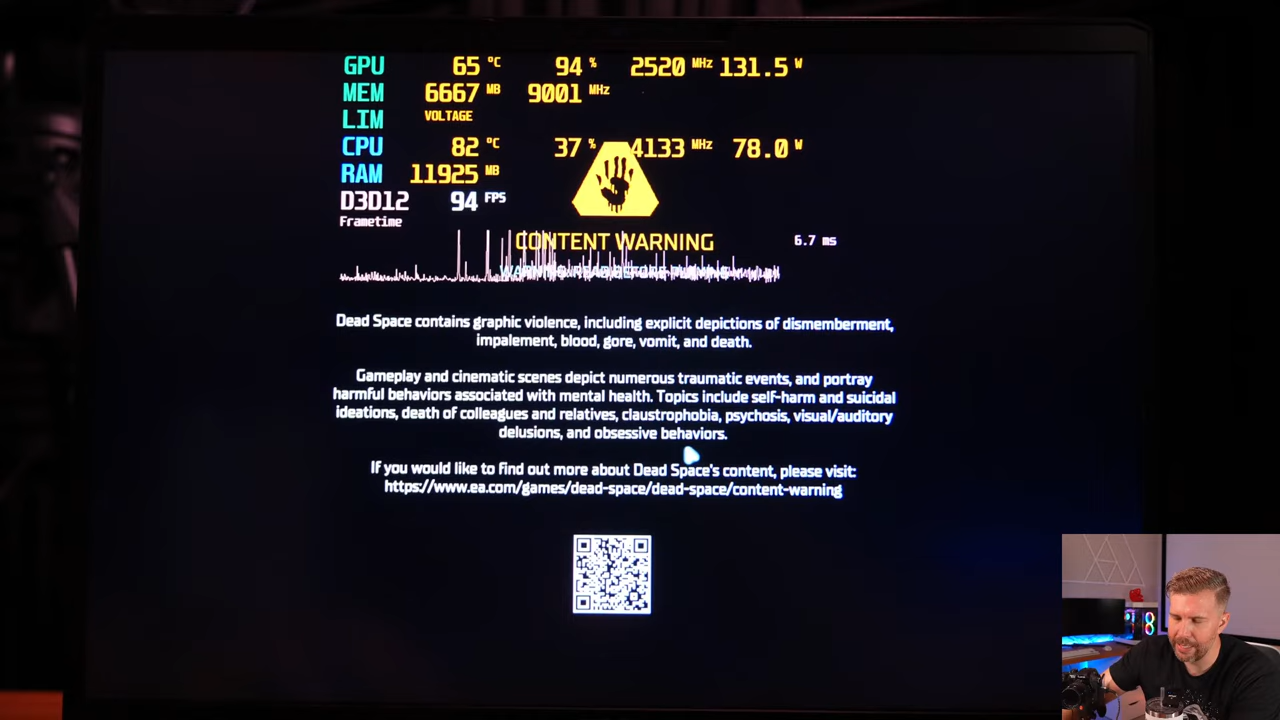 GPU 65 °C 94 % 2520 MHz 131.5 W
MEM 6667 MB 9001 MHz
LIM VOLTAGE
CPU 82 °C 37 % 4133 MHz 78.0 W
RAM 11925 MB
D3D12 94 FPS
Frametime
CONTENT WARNING
6.7 ms
WARNING: READ BEFORE PLAYING
Dead Space contains graphic violence, including explicit depictions of dismemberment,
impalement, blood, gore, vomit, and death.
Gameplay and cinematic scenes depict numerous traumatic events, and portray
harmful behaviors associated with mental health. Topics include self-harm and suicidal
ideations, death of colleagues and relatives, claustrophobia, psychosis, visual/auditory
delusions, and obsessive behaviors.
If you would like to find out more about Dead Space's content, please visit:
https://www.ea.com/games/dead-space/dead-space/content-warning